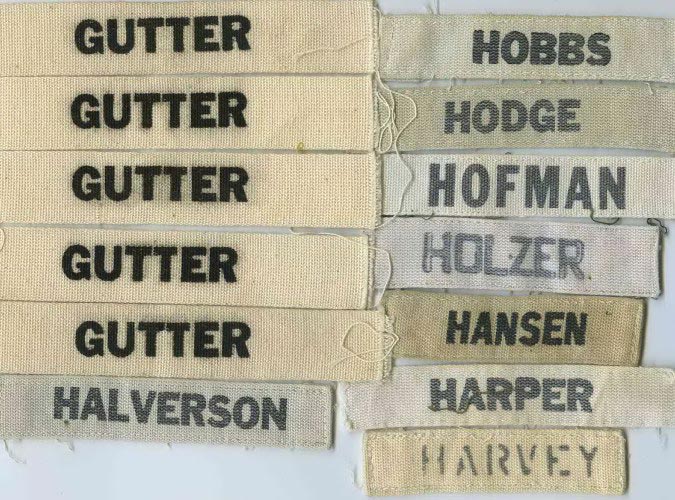 GUTTER
GUTTER
GUTTER
GUTTER
GUTTER
HALVERSON
HOBBS
HODGE
HOFMAN
HOLZER
HANSEN
HARPER
HARVEY